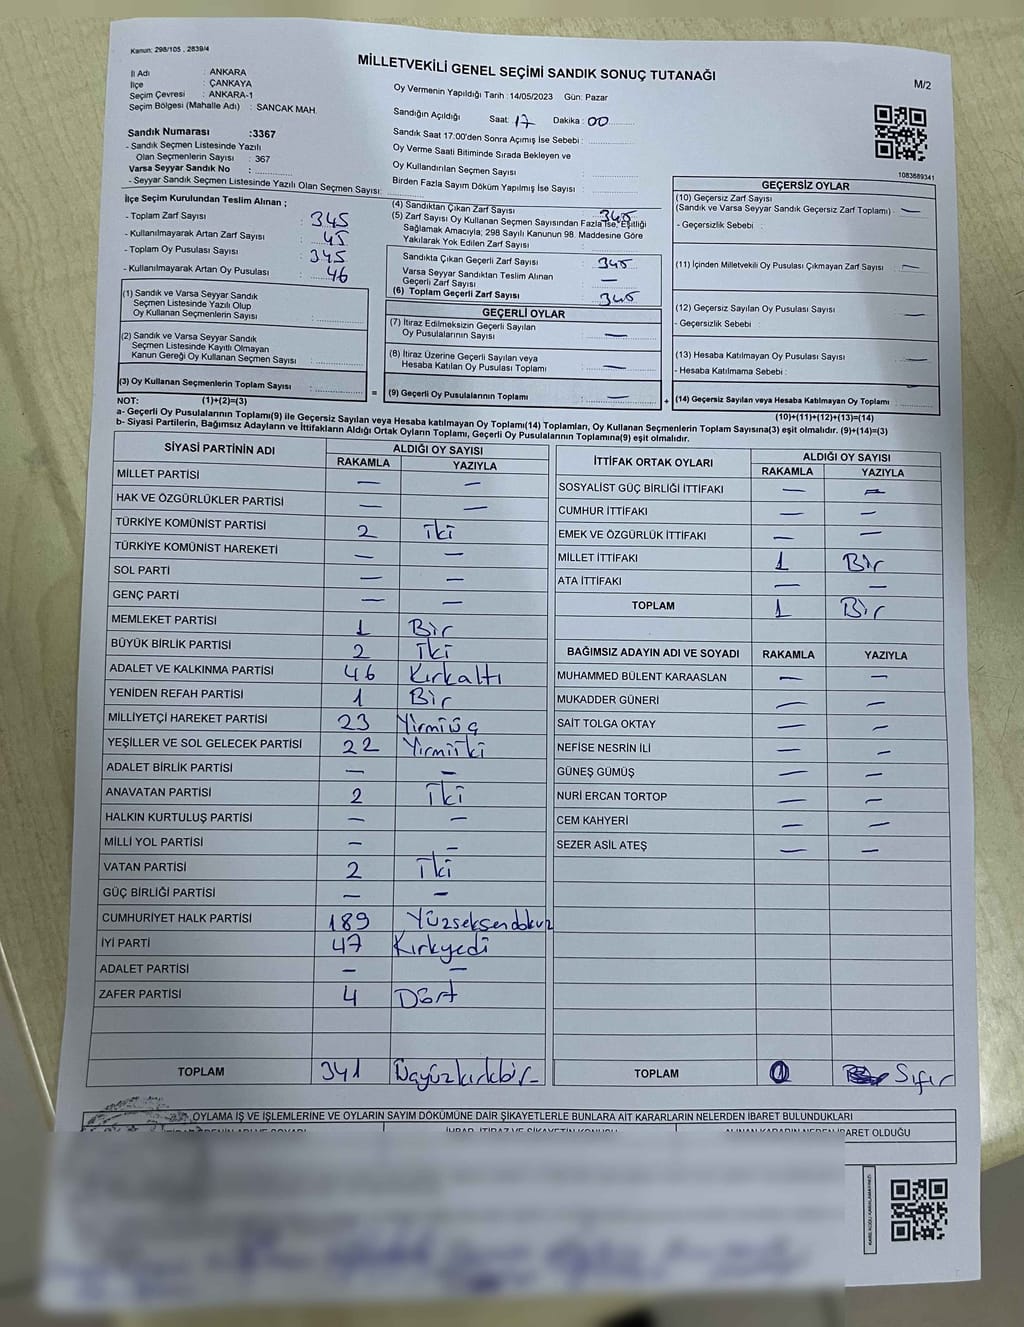 Kanun: 298/105 , 2839/4
MİLLETVEKİLİ GENEL SEÇİMİ SANDIK SONUÇ TUTANAĞI
M/2
İl Adı : ANKARA
İlçe : ÇANKAYA
Seçim Çevresi : ANKARA-1
Seçim Bölgesi (Mahalle Adı) : SANCAK MAH.
Oy Vermenin Yapıldığı Tarih : 14/05/2023 Gün: Pazar
Sandığın Açıldığı Saat: 17 Dakika : 00
Sandık Saat 17:00'den Sonra Açımış İse Sebebi :
Oy Verme Saati Bitiminde Sırada Bekleyen ve
Oy Kullandırılan Seçmen Sayısı :
Birden Fazla Sayım Döküm Yapılmış İse Sayısı :
Sandık Numarası :3367
- Sandık Seçmen Listesinde Yazılı
Olan Seçmenlerin Sayısı : 367
Varsa Seyyar Sandık No :
- Seyyar Sandık Seçmen Listesinde Yazılı Olan Seçmen Sayısı:
1083689341
İlçe Seçim Kurulundan Teslim Alınan ;
- Toplam Zarf Sayısı : 345
- Kullanılmayarak Artan Zarf Sayısı : 45
- Toplam Oy Pusulası Sayısı : 345
- Kullanılmayarak Artan Oy Pusulası : 46
(1) Sandık ve Varsa Seyyar Sandık
Seçmen Listesinde Yazılı Olup
Oy Kullanan Seçmenlerin Sayısı :
(2) Sandık ve Varsa Seyyar Sandık
Seçmen Listesinde Kayıtlı Olmayan
Kanun Gereği Oy Kullanan Seçmen Sayısı :
(3) Oy Kullanan Seçmenlerin Toplam Sayısı :
(4) Sandıktan Çıkan Zarf Sayısı : 345
(5) Zarf Sayısı Oy Kullanan Seçmen Sayısından Fazla ise, Eşitliği
Sağlamak Amacıyla, 298 Sayılı Kanunun 98. Maddesine Göre
Yakılarak Yok Edilen Zarf Sayısı :
Sandıkta Çıkan Geçerli Zarf Sayısı : 345
Varsa Seyyar Sandıktan Teslim Alınan
Geçerli Zarf Sayısı : —
(6) Toplam Geçerli Zarf Sayısı : 345
GEÇERLİ OYLAR
(7) İtiraz Edilmeksizin Geçerli Sayılan
Oy Pusulalarının Sayısı : —
(8) İtiraz Üzerine Geçerli Sayılan veya
Hesaba Katılan Oy Pusulası Toplamı : —
= (9) Geçerli Oy Pusulalarının Toplamı : —
GEÇERSİZ OYLAR
(10) Geçersiz Zarf Sayısı
(Sandık ve Varsa Seyyar Sandık Geçersiz Zarf Toplamı) : —
- Geçersizlik Sebebi :
(11) İçinden Milletvekili Oy Pusulası Çıkmayan Zarf Sayısı : —
(12) Geçersiz Sayılan Oy Pusulası Sayısı : —
- Geçersizlik Sebebi :
(13) Hesaba Katılmayan Oy Pusulası Sayısı : —
- Hesaba Katılmama Sebebi :
+ (14) Geçersiz Sayılan veya Hesaba Katılmayan Oy Toplamı :
NOT: (1)+(2)=(3)
(10)+(11)+(12)+(13)=(14)
a- Geçerli Oy Pusulalarının Toplamı(9) ile Geçersiz Sayılan veya Hesaba katılmayan Oy Toplamı(14) Toplamları, Oy Kullanan Seçmenlerin Toplam Sayısına(3) eşit olmalıdır. (9)+(14)=(3)
b- Siyasi Partilerin, Bağımsız Adayların ve İttifakların Aldığı Ortak Oyların Toplamı, Geçerli Oy Pusulalarının Toplamına(9) eşit olmalıdır.
SİYASİ PARTİNİN ADI ALDIĞI OY SAYISI
RAKAMLA YAZIYLA
MİLLET PARTİSİ — —
HAK VE ÖZGÜRLÜKLER PARTİSİ — —
TÜRKİYE KOMÜNİST PARTİSİ 2 İki
TÜRKİYE KOMÜNİST HAREKETİ — —
SOL PARTİ — —
GENÇ PARTİ — —
MEMLEKET PARTİSİ 1 Bir
BÜYÜK BİRLİK PARTİSİ 2 İki
ADALET VE KALKINMA PARTİSİ 46 Kırkaltı
YENİDEN REFAH PARTİSİ 1 Bir
MİLLİYETÇİ HAREKET PARTİSİ 23 Yirmiüç
YEŞİLLER VE SOL GELECEK PARTİSİ 22 Yirmiiki
ADALET BİRLİK PARTİSİ — —
ANAVATAN PARTİSİ 2 İki
HALKIN KURTULUŞ PARTİSİ — —
MİLLİ YOL PARTİSİ — —
VATAN PARTİSİ 2 İki
GÜÇ BİRLİĞİ PARTİSİ — —
CUMHURİYET HALK PARTİSİ 189 Yüzseksendokuz
İYİ PARTİ 47 Kırkyedi
ADALET PARTİSİ — —
ZAFER PARTİSİ 4 Dört
TOPLAM 341 Üçyüzkırkbir
İTTİFAK ORTAK OYLARI ALDIĞI OY SAYISI
RAKAMLA YAZIYLA
SOSYALİST GÜÇ BİRLİĞİ İTTİFAKI — —
CUMHUR İTTİFAKI — —
EMEK VE ÖZGÜRLÜK İTTİFAKI — —
MİLLET İTTİFAKI 1 Bir
ATA İTTİFAKI — —
TOPLAM 1 Bir
BAĞIMSIZ ADAYIN ADI VE SOYADI RAKAMLA YAZIYLA
MUHAMMED BÜLENT KARAASLAN — —
MUKADDER GÜNERİ — —
SAİT TOLGA OKTAY — —
NEFİSE NESRİN İLİ — —
GÜNEŞ GÜMÜŞ — —
NURİ ERCAN TORTOP — —
CEM KAHYERİ — —
SEZER ASİL ATEŞ — —
TOPLAM 0 Sıfır
OYLAMA İŞ VE İŞLEMLERİNE VE OYLARIN SAYIM DÖKÜMÜNE DAİR ŞİKAYETLERLE BUNLARA AİT KARARLARIN NELERDEN İBARET BULUNDUKLARI
ALINAN KARARIN NEDEN İBARET OLDUĞU